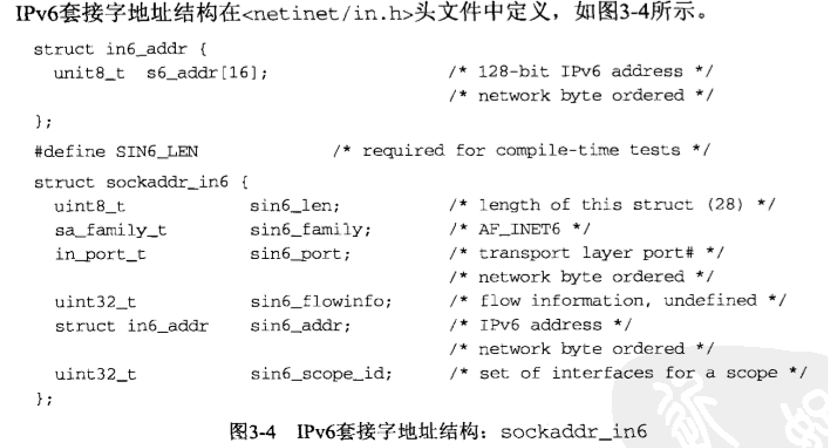 IPv6套接字地址结构在<netinet/in.h>头文件中定义，如图3-4所示。
struct in6_addr {
unit8_t s6_addr[16]; /* 128-bit IPv6 address */
/* network byte ordered */
};
#define SIN6_LEN /* required for compile-time tests */
struct sockaddr_in6 {
uint8_t sin6_len; /* length of this struct (28) */
sa_family_t sin6_family; /* AF_INET6 */
in_port_t sin6_port; /* transport layer port# */
/* network byte ordered */
uint32_t sin6_flowinfo; /* flow information, undefined */
struct in6_addr sin6_addr; /* IPv6 address */
/* network byte ordered */
uint32_t sin6_scope_id; /* set of interfaces for a scope */
};
图3-4 IPv6套接字地址结构：sockaddr_in6